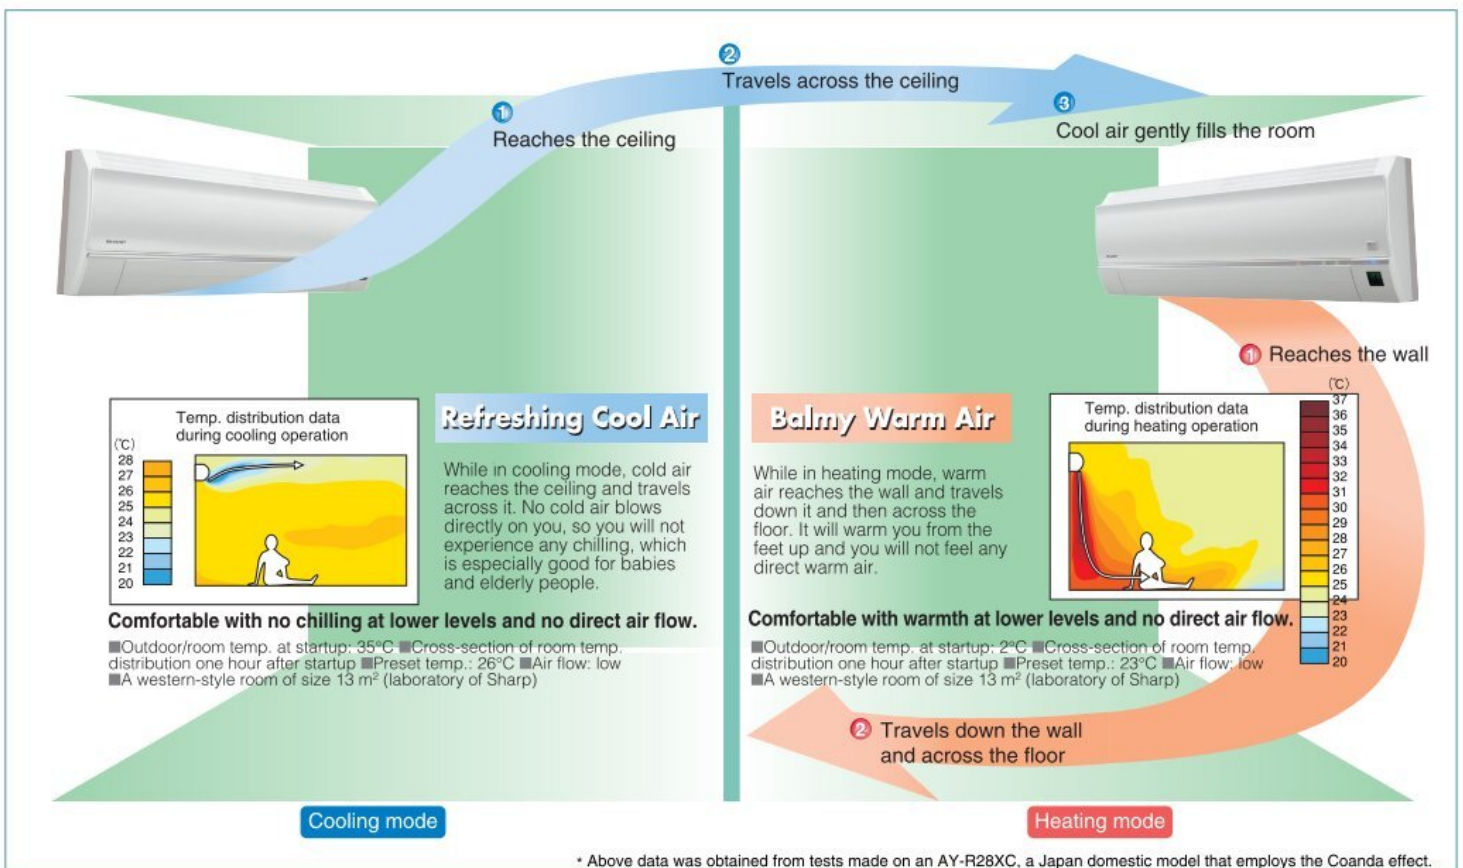 2
Travels across the ceiling
1
Reaches the ceiling
3
Cool air gently fills the room
1 Reaches the wall
Temp. distribution data
during cooling operation
(℃)
28
27
26
25
24
23
22
21
20
Refreshing Cool Air
While in cooling mode, cold air
reaches the ceiling and travels
across it. No cold air blows
directly on you, so you will not
experience any chilling, which
is especially good for babies
and elderly people.
Comfortable with no chilling at lower levels and no direct air flow.
■Outdoor/room temp. at startup: 35°C ■Cross-section of room temp.
distribution one hour after startup ■Preset temp.: 26°C ■Air flow: low
■A western-style room of size 13 m² (laboratory of Sharp)
Balmy Warm Air
While in heating mode, warm
air reaches the wall and travels
down it and then across the
floor. It will warm you from the
feet up and you will not feel any
direct warm air.
Temp. distribution data
during heating operation
(℃)
37
36
35
34
33
32
31
30
29
28
27
26
25
24
23
22
21
20
Comfortable with warmth at lower levels and no direct air flow.
■Outdoor/room temp. at startup: 2°C ■Cross-section of room temp.
distribution one hour after startup ■Preset temp.: 23°C ■Air flow: low
■A western-style room of size 13 m² (laboratory of Sharp)
2 Travels down the wall
and across the floor
Cooling mode
Heating mode
* Above data was obtained from tests made on an AY-R28XC, a Japan domestic model that employs the Coanda effect.